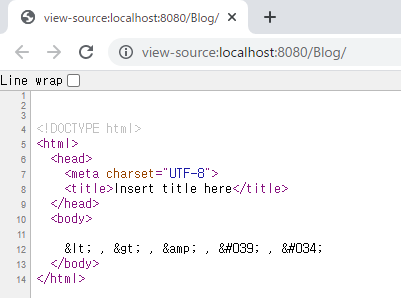 view-source:localhost:8080/Blog/
view-source:localhost:8080/Blog/
Line wrap
1
2
3
4 <!DOCTYPE html>
5 <html>
6 <head>
7 <meta charset="UTF-8">
8 <title>Insert title here</title>
9 </head>
10 <body>
11
12 &lt; , &gt; , &amp; , &#039; , &#034;
13 </body>
14 </html>